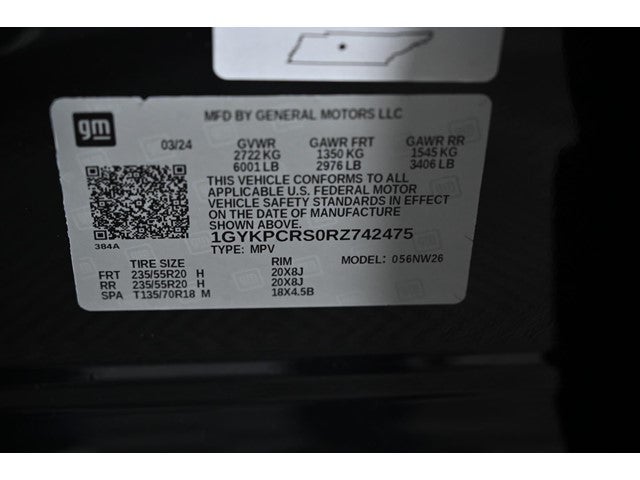 gm
MFD BY GENERAL MOTORS LLC
03/24 GVWR GAWR FRT GAWR RR
2722 KG 1350 KG 1545 KG
6001 LB 2976 LB 3406 LB
THIS VEHICLE CONFORMS TO ALL
APPLICABLE U.S. FEDERAL MOTOR
VEHICLE SAFETY STANDARDS IN EFFECT
ON THE DATE OF MANUFACTURE
SHOWN ABOVE.
384A
1GYKPCRS0RZ742475
TYPE: MPV MODEL: 056NW26
TIRE SIZE RIM
FRT 235/55R20 H 20X8J
RR 235/55R20 H 20X8J
SPA T135/70R18 M 18X4.5B